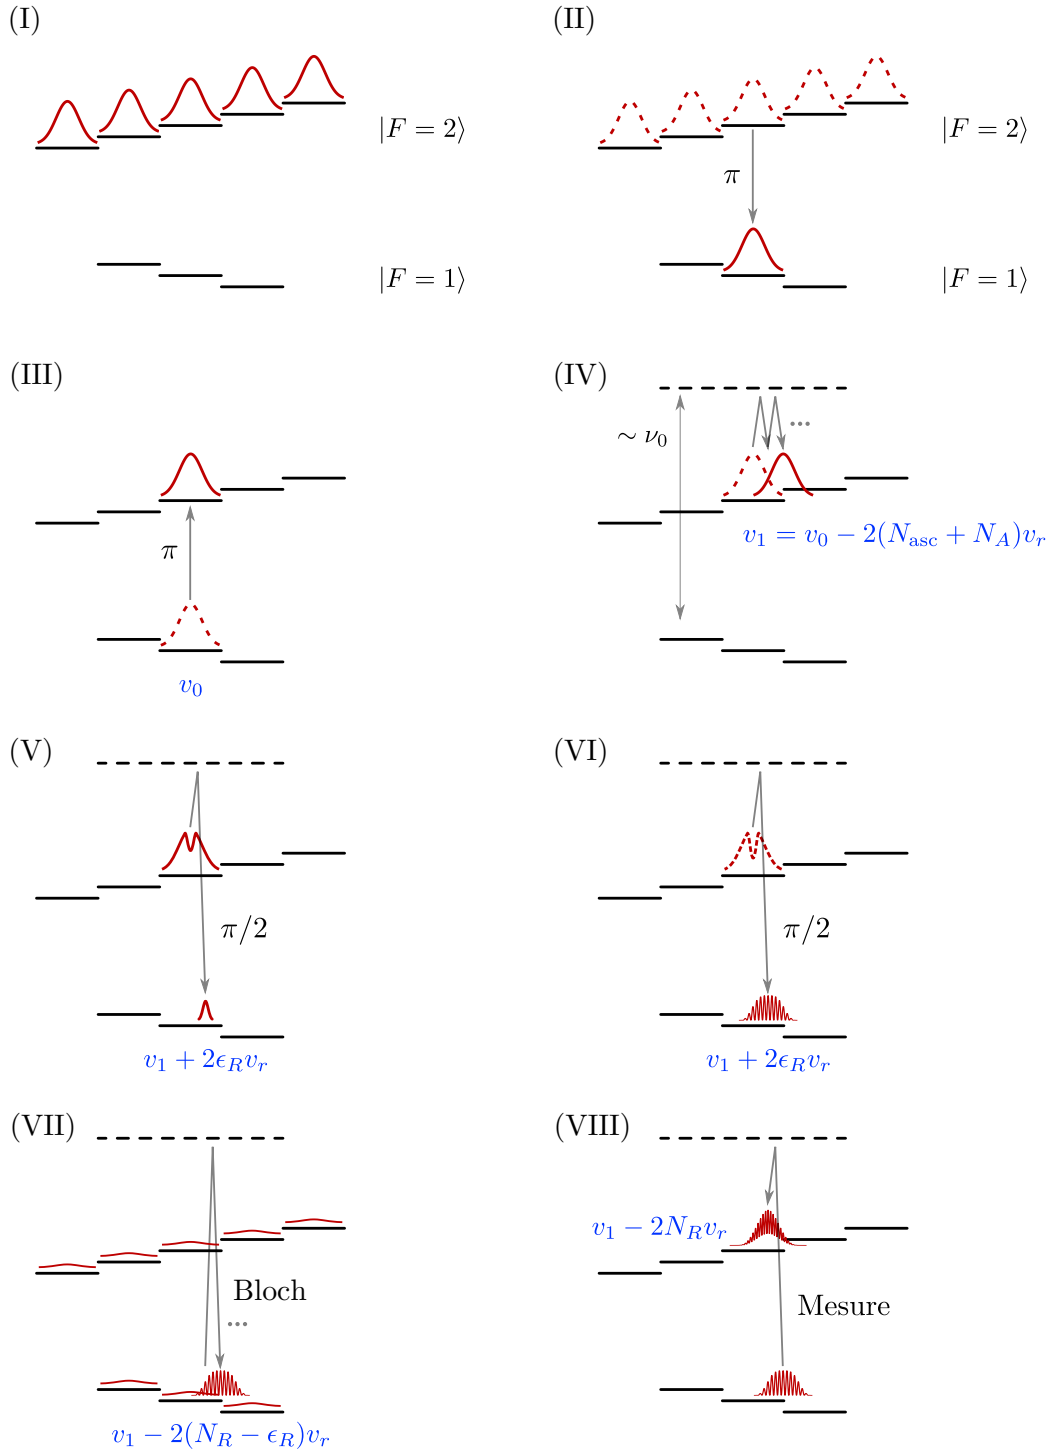 (I)
(II)
|F = 2⟩
|F = 2⟩
π
|F = 1⟩
|F = 1⟩
(III)
(IV)
∼ ν₀
...
π
v₁ = v₀ − 2(N_asc + N_A)v_r
v₀
(V)
(VI)
π/2
π/2
v₁ + 2ϵ_R v_r
v₁ + 2ϵ_R v_r
(VII)
(VIII)
v₁ − 2N_R v_r
Bloch
Mesure
...
v₁ − 2(N_R − ϵ_R)v_r